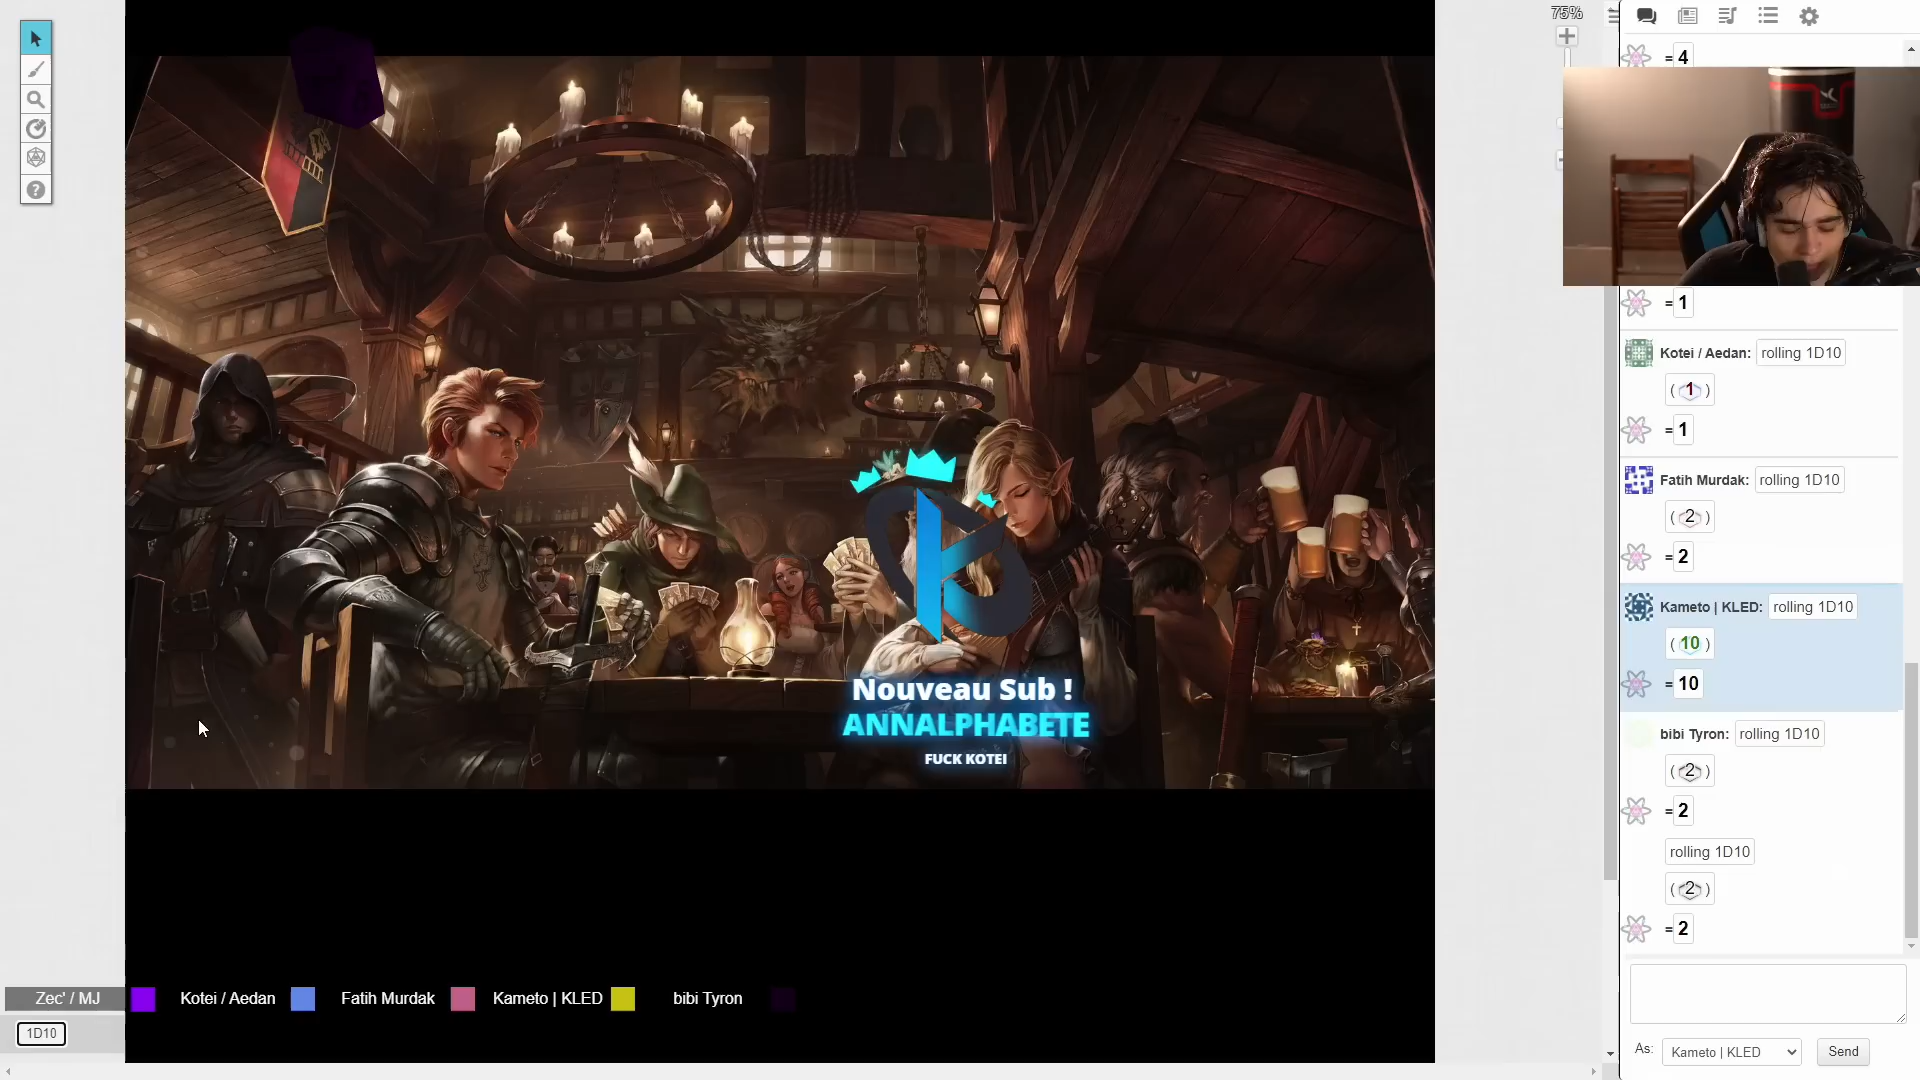 75%
=4
=1
Kotei / Aedan: rolling 1D10
(1)
=1
Fatih Murdak: rolling 1D10
(2)
=2
Kameto | KLED: rolling 1D10
(10)
=10
bibi Tyron: rolling 1D10
(2)
=2
rolling 1D10
(2)
=2
Nouveau Sub !
ANNALPHABETE
FUCK KOTEI
Zec' / MJ
Kotei / Aedan
Fatih Murdak
Kameto | KLED
bibi Tyron
1D10
As: Kameto | KLED Send